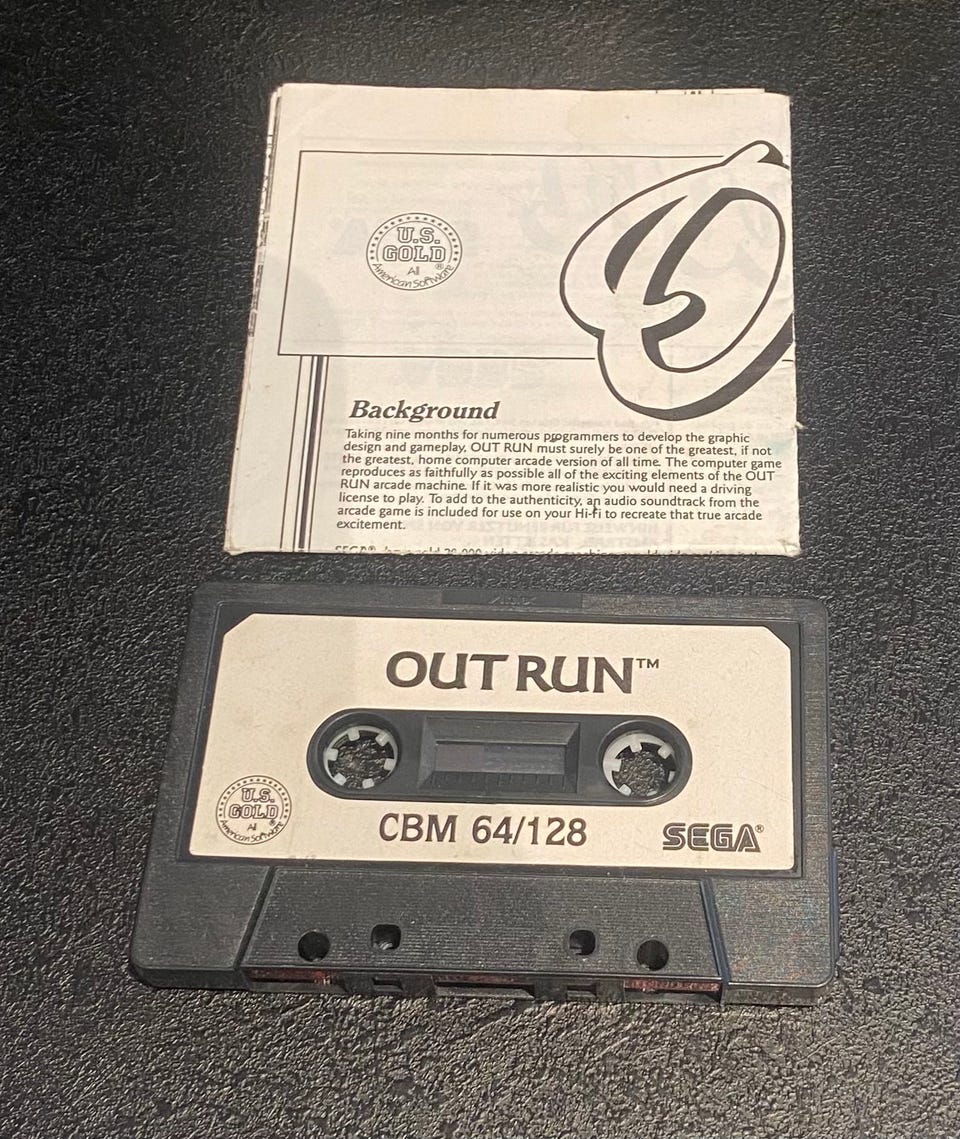 U.S.
GOLD®
All
American Software
Background
Taking nine months for numerous programmers to develop the graphic
design and gameplay, OUT RUN must surely be one of the greatest, if not
the greatest, home computer arcade version of all time. The computer game
reproduces as faithfully as possible all of the exciting elements of the OUT
RUN arcade machine. If it was more realistic you would need a driving
license to play. To add to the authenticity, an audio soundtrack from the
arcade game is included for use on your Hi-fi to recreate that true arcade
excitement.
OUT RUN™
U.S.
GOLD®
All
American Software
CBM 64/128
SEGA®